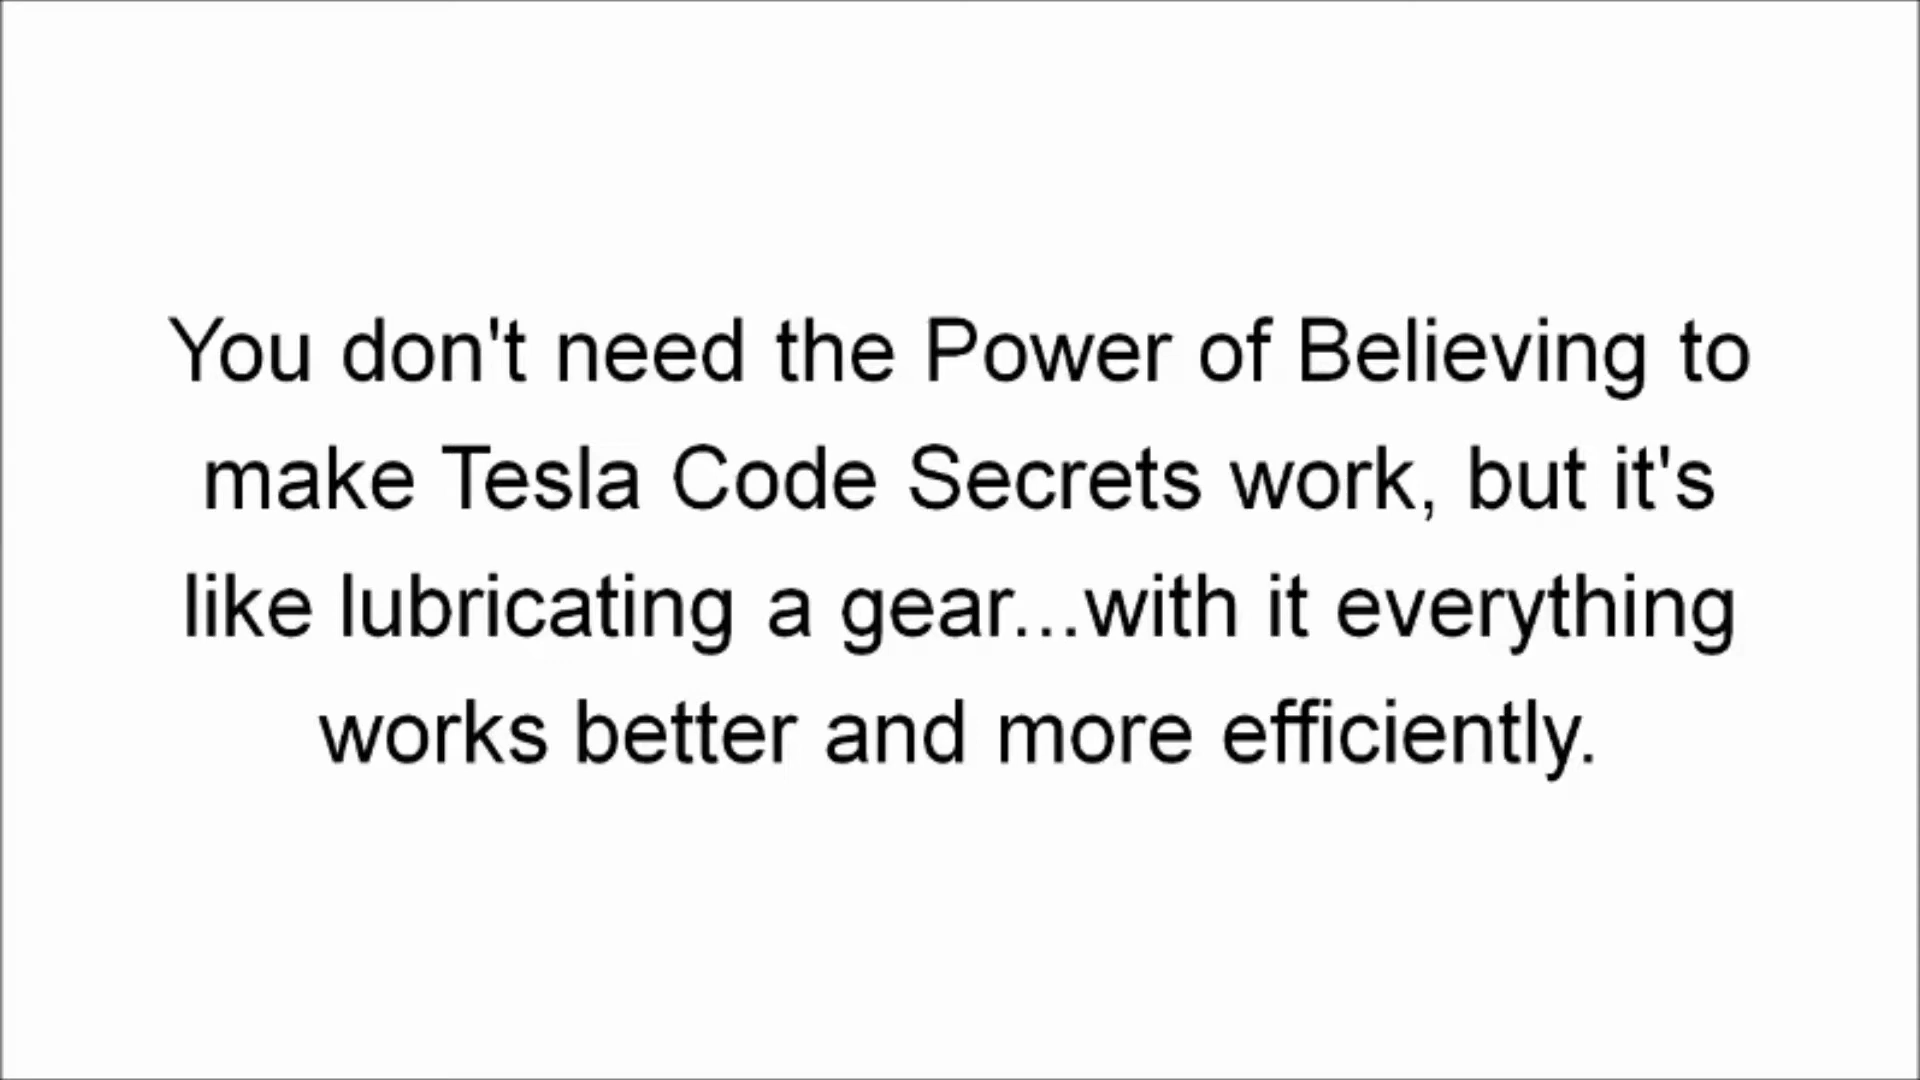 You don't need the Power of Believing to
make Tesla Code Secrets work, but it's
like lubricating a gear...with it everything
works better and more efficiently.